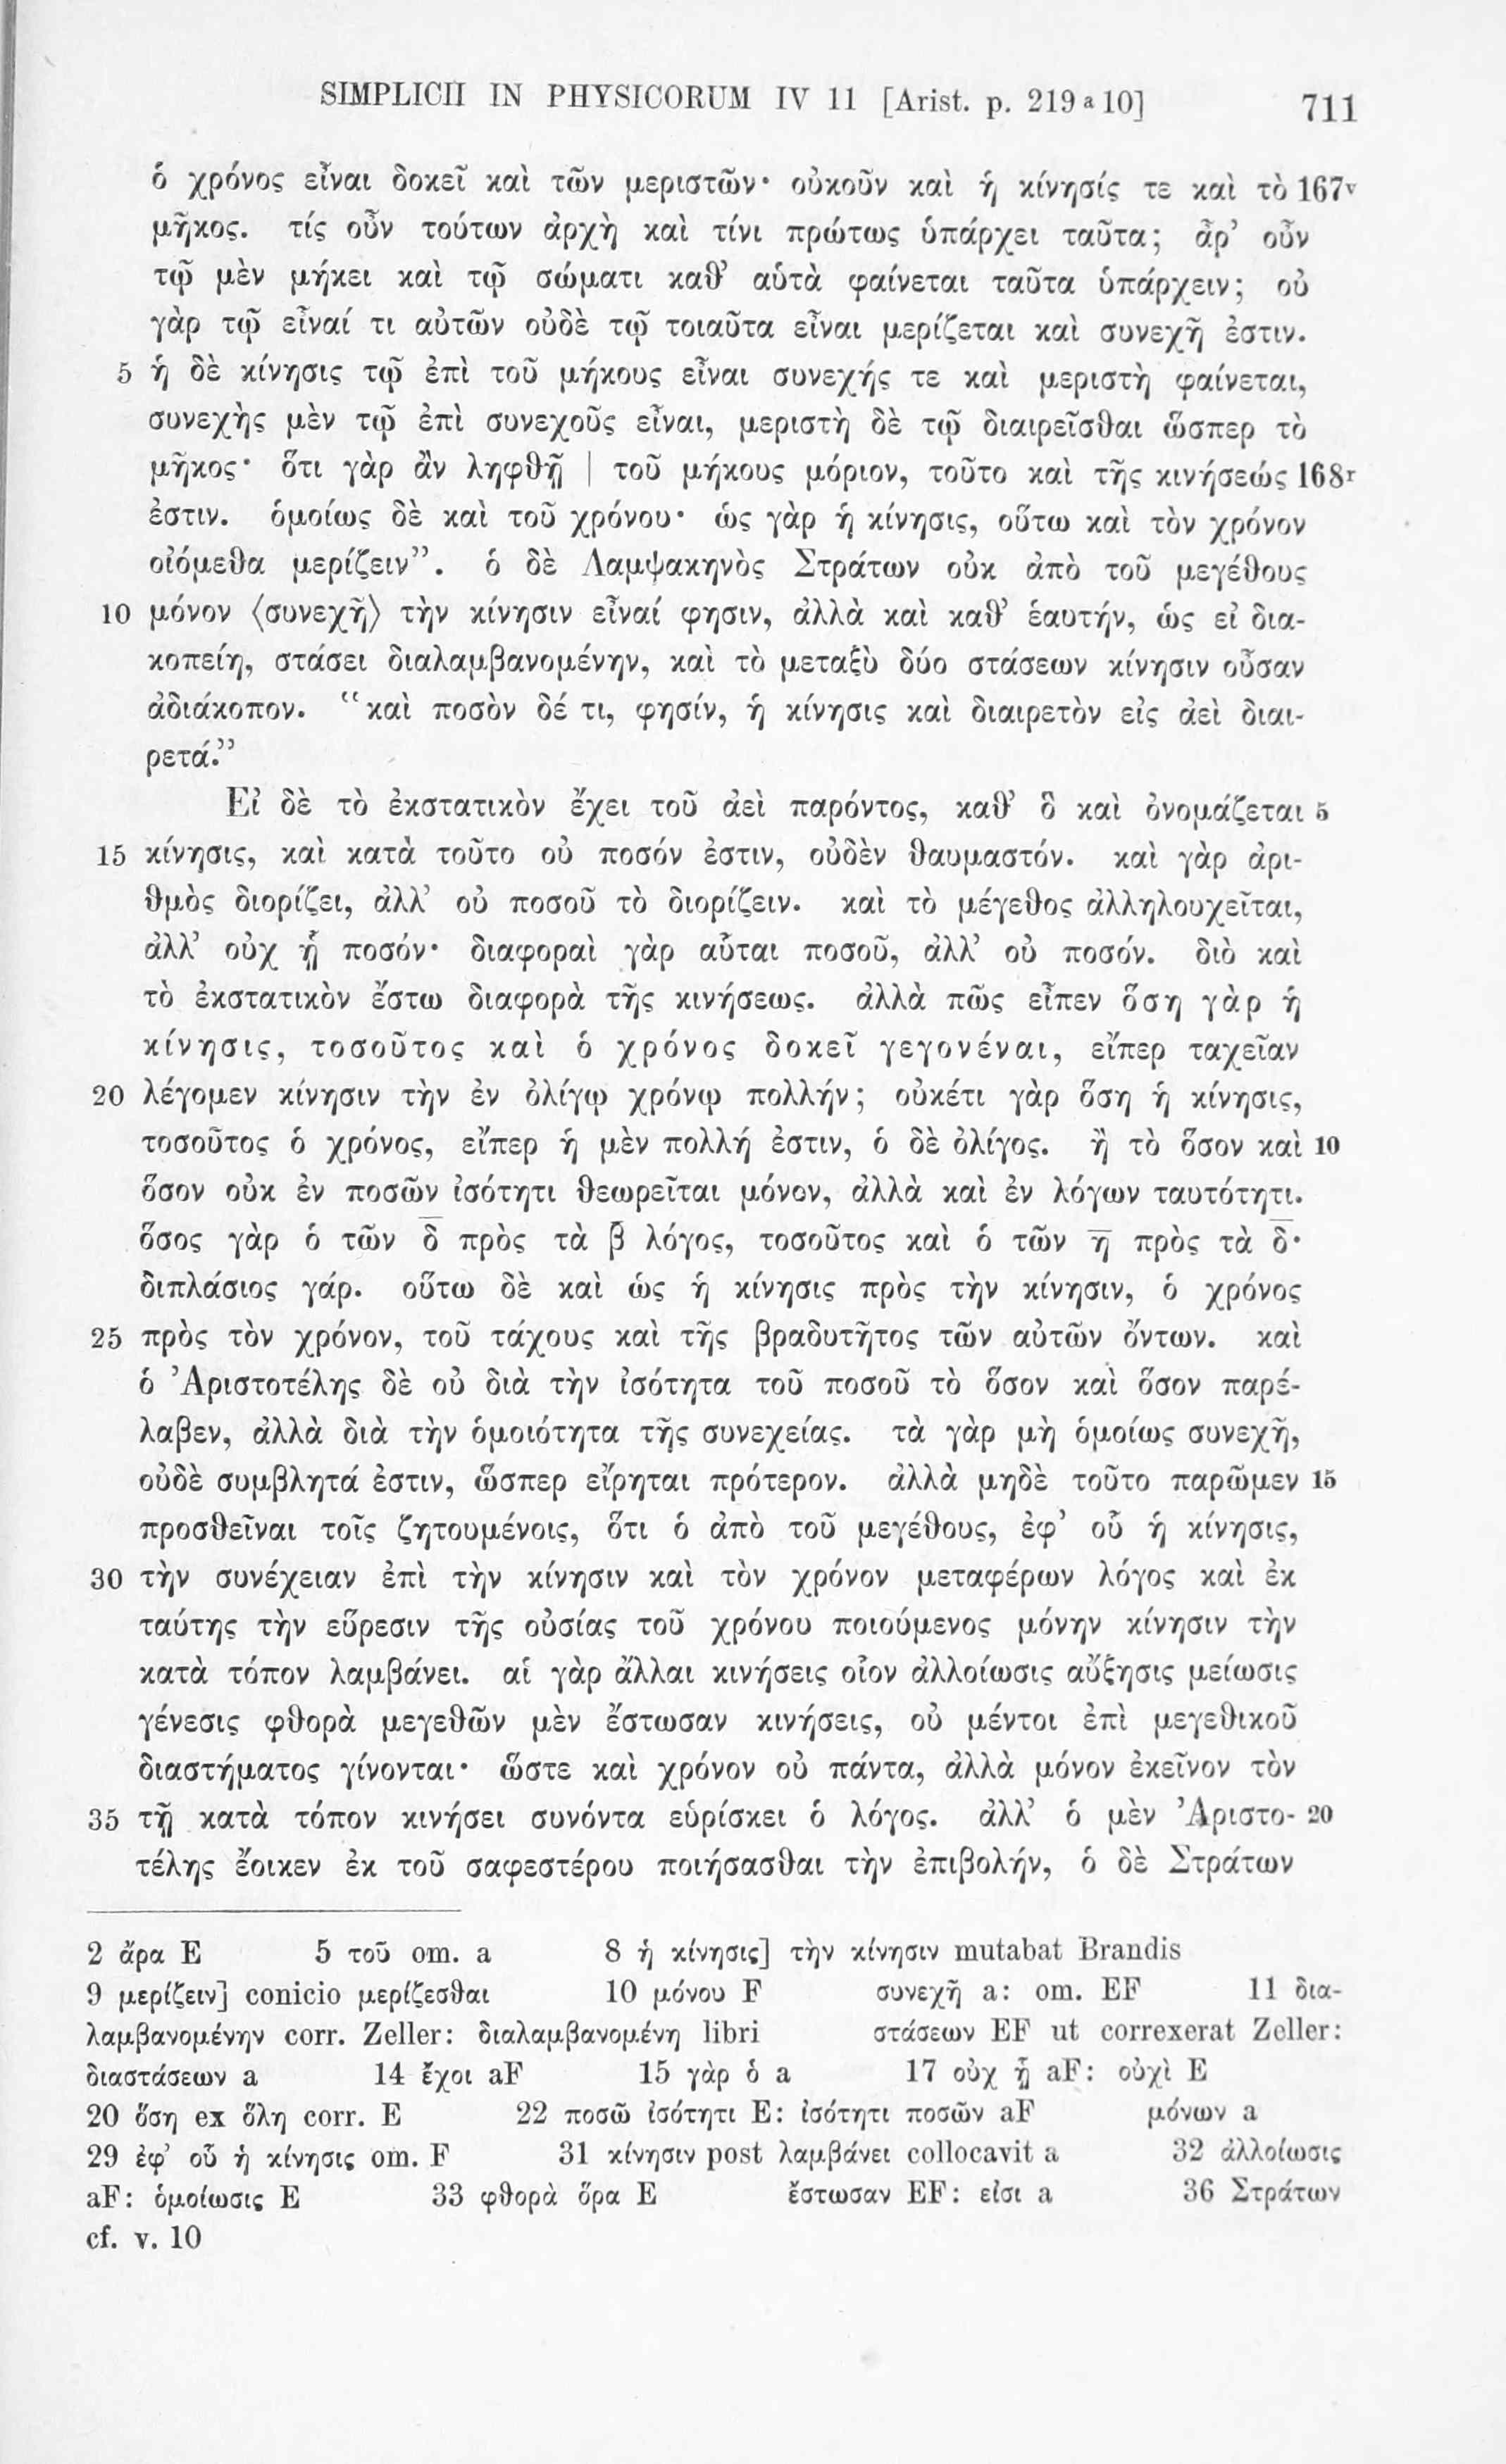 SIMPLICII IN PHYSICORUM IV 11 [Arist. p. 219 a 10] 711
ὁ χρόνος εἶναι δοκεῖ καὶ τῶν μεριστῶν· οὐκοῦν καὶ ἡ κίνησίς τε καὶ τὸ 167v
μῆκος. τίς οὖν τούτων ἀρχὴ καὶ τίνι πρώτως ὑπάρχει ταῦτα; ἆρ’ οὖν
τῷ μὲν μήκει καὶ τῷ σώματι καθ’ αὑτὰ φαίνεται ταῦτα ὑπάρχειν; οὐ
γὰρ τῷ εἶναί τι αὐτῶν οὐδὲ τῷ τοιαῦτα εἶναι μερίζεται καὶ συνεχῆ ἐστιν.
5 ἡ δὲ κίνησις τῷ ἐπὶ τοῦ μήκους εἶναι συνεχής τε καὶ μεριστὴ φαίνεται,
συνεχὴς μὲν τῷ ἐπὶ συνεχοῦς εἶναι, μεριστὴ δὲ τῷ διαιρεῖσθαι ὥσπερ τὸ
μῆκος· ὅτι γὰρ ἂν ληφθῇ | τοῦ μήκους μόριον, τοῦτο καὶ τῆς κινήσεώς 168r
ἐστιν. ὁμοίως δὲ καὶ τοῦ χρόνου· ὡς γὰρ ἡ κίνησις, οὕτω καὶ τὸν χρόνον
οἰόμεθα μερίζειν”. ὁ δὲ Λαμψακηνὸς Στράτων οὐκ ἀπὸ τοῦ μεγέθους
10 μόνον ⟨συνεχῆ⟩ τὴν κίνησιν εἶναί φησιν, ἀλλὰ καὶ καθ’ ἑαυτήν, ὡς εἰ δια-
κοπείη, στάσει διαλαμβανομένην, καὶ τὸ μεταξὺ δύο στάσεων κίνησιν οὖσαν
ἀδιάκοπον. “καὶ ποσὸν δέ τι, φησίν, ἡ κίνησις καὶ διαιρετὸν εἰς ἀεὶ διαι-
ρετά.”
Εἰ δὲ τὸ ἐκστατικὸν ἔχει τοῦ ἀεὶ παρόντος, καθ’ ὃ καὶ ὀνομάζεται 5
15 κίνησις, καὶ κατὰ τοῦτο οὐ ποσόν ἐστιν, οὐδὲν θαυμαστόν. καὶ γὰρ ἀρι-
θμὸς διορίζει, ἀλλ’ οὐ ποσοῦ τὸ διορίζειν. καὶ τὸ μέγεθος ἀλληλουχεῖται,
ἀλλ’ οὐχ ᾗ ποσόν· διαφοραὶ γὰρ αὗται ποσοῦ, ἀλλ’ οὐ ποσόν. διὸ καὶ
τὸ ἐκστατικὸν ἔστω διαφορὰ τῆς κινήσεως. ἀλλὰ πῶς εἶπεν ὅση γὰρ ἡ
κίνησις, τοσοῦτος καὶ ὁ χρόνος δοκεῖ γεγονέναι, εἴπερ ταχεῖαν
20 λέγομεν κίνησιν τὴν ἐν ὀλίγῳ χρόνῳ πολλήν; οὐκέτι γὰρ ὅση ἡ κίνησις,
τοσοῦτος ὁ χρόνος, εἴπερ ἡ μὲν πολλή ἐστιν, ὁ δὲ ὀλίγος. ἢ τὸ ὅσον καὶ 10
ὅσον οὐκ ἐν ποσῶν ἰσότητι θεωρεῖται μόνον, ἀλλὰ καὶ ἐν λόγων ταυτότητι.
ὅσος γὰρ ὁ τῶν δ̅ πρὸς τὰ β̅ λόγος, τοσοῦτος καὶ ὁ τῶν η̅ πρὸς τὰ δ̅·
διπλάσιος γάρ. οὕτω δὲ καὶ ὡς ἡ κίνησις πρὸς τὴν κίνησιν, ὁ χρόνος
25 πρὸς τὸν χρόνον, τοῦ τάχους καὶ τῆς βραδυτῆτος τῶν αὐτῶν ὄντων. καὶ
ὁ Ἀριστοτέλης δὲ οὐ διὰ τὴν ἰσότητα τοῦ ποσοῦ τὸ ὅσον καὶ ὅσον παρέ-
λαβεν, ἀλλὰ διὰ τὴν ὁμοιότητα τῆς συνεχείας. τὰ γὰρ μὴ ὁμοίως συνεχῆ,
οὐδὲ συμβλητά ἐστιν, ὥσπερ εἴρηται πρότερον. ἀλλὰ μηδὲ τοῦτο παρῶμεν 15
προσθεῖναι τοῖς ζητουμένοις, ὅτι ὁ ἀπὸ τοῦ μεγέθους, ἐφ’ οὗ ἡ κίνησις,
30 τὴν συνέχειαν ἐπὶ τὴν κίνησιν καὶ τὸν χρόνον μεταφέρων λόγος καὶ ἐκ
ταύτης τὴν εὕρεσιν τῆς οὐσίας τοῦ χρόνου ποιούμενος μόνην κίνησιν τὴν
κατὰ τόπον λαμβάνει. αἱ γὰρ ἄλλαι κινήσεις οἷον ἀλλοίωσις αὔξησις μείωσις
γένεσις φθορὰ μεγεθῶν μὲν ἔστωσαν κινήσεις, οὐ μέντοι ἐπὶ μεγεθικοῦ
διαστήματος γίνονται· ὥστε καὶ χρόνον οὐ πάντα, ἀλλὰ μόνον ἐκεῖνον τὸν
35 τῇ κατὰ τόπον κινήσει συνόντα εὑρίσκει ὁ λόγος. ἀλλ’ ὁ μὲν Ἀριστο- 20
τέλης ἔοικεν ἐκ τοῦ σαφεστέρου ποιήσασθαι τὴν ἐπιβολήν, ὁ δὲ Στράτων
2 ἄρα E 5 τοῦ om. a 8 ἡ κίνησις] τὴν κίνησιν mutabat Brandis
9 μερίζειν] conicio μερίζεσθαι 10 μόνου F συνεχῆ a: om. EF 11 δια-
λαμβανομένην corr. Zeller: διαλαμβανομένη libri στάσεων EF ut correxerat Zeller:
διαστάσεων a 14 ἔχοι aF 15 γὰρ ὁ a 17 οὐχ ᾗ aF: οὐχὶ E
20 ὅση ex ὅλη corr. E 22 ποσῶ ἰσότητι E: ἰσότητι ποσῶν aF μόνων a
29 ἐφ’ οὗ ἡ κίνησις om. F 31 κίνησιν post λαμβάνει collocavit a 32 ἀλλοίωσις
aF: ὁμοίωσις E 33 φθορὰ ὅρα E ἔστωσαν EF: εἰσι a 36 Στράτων
cf. v. 10